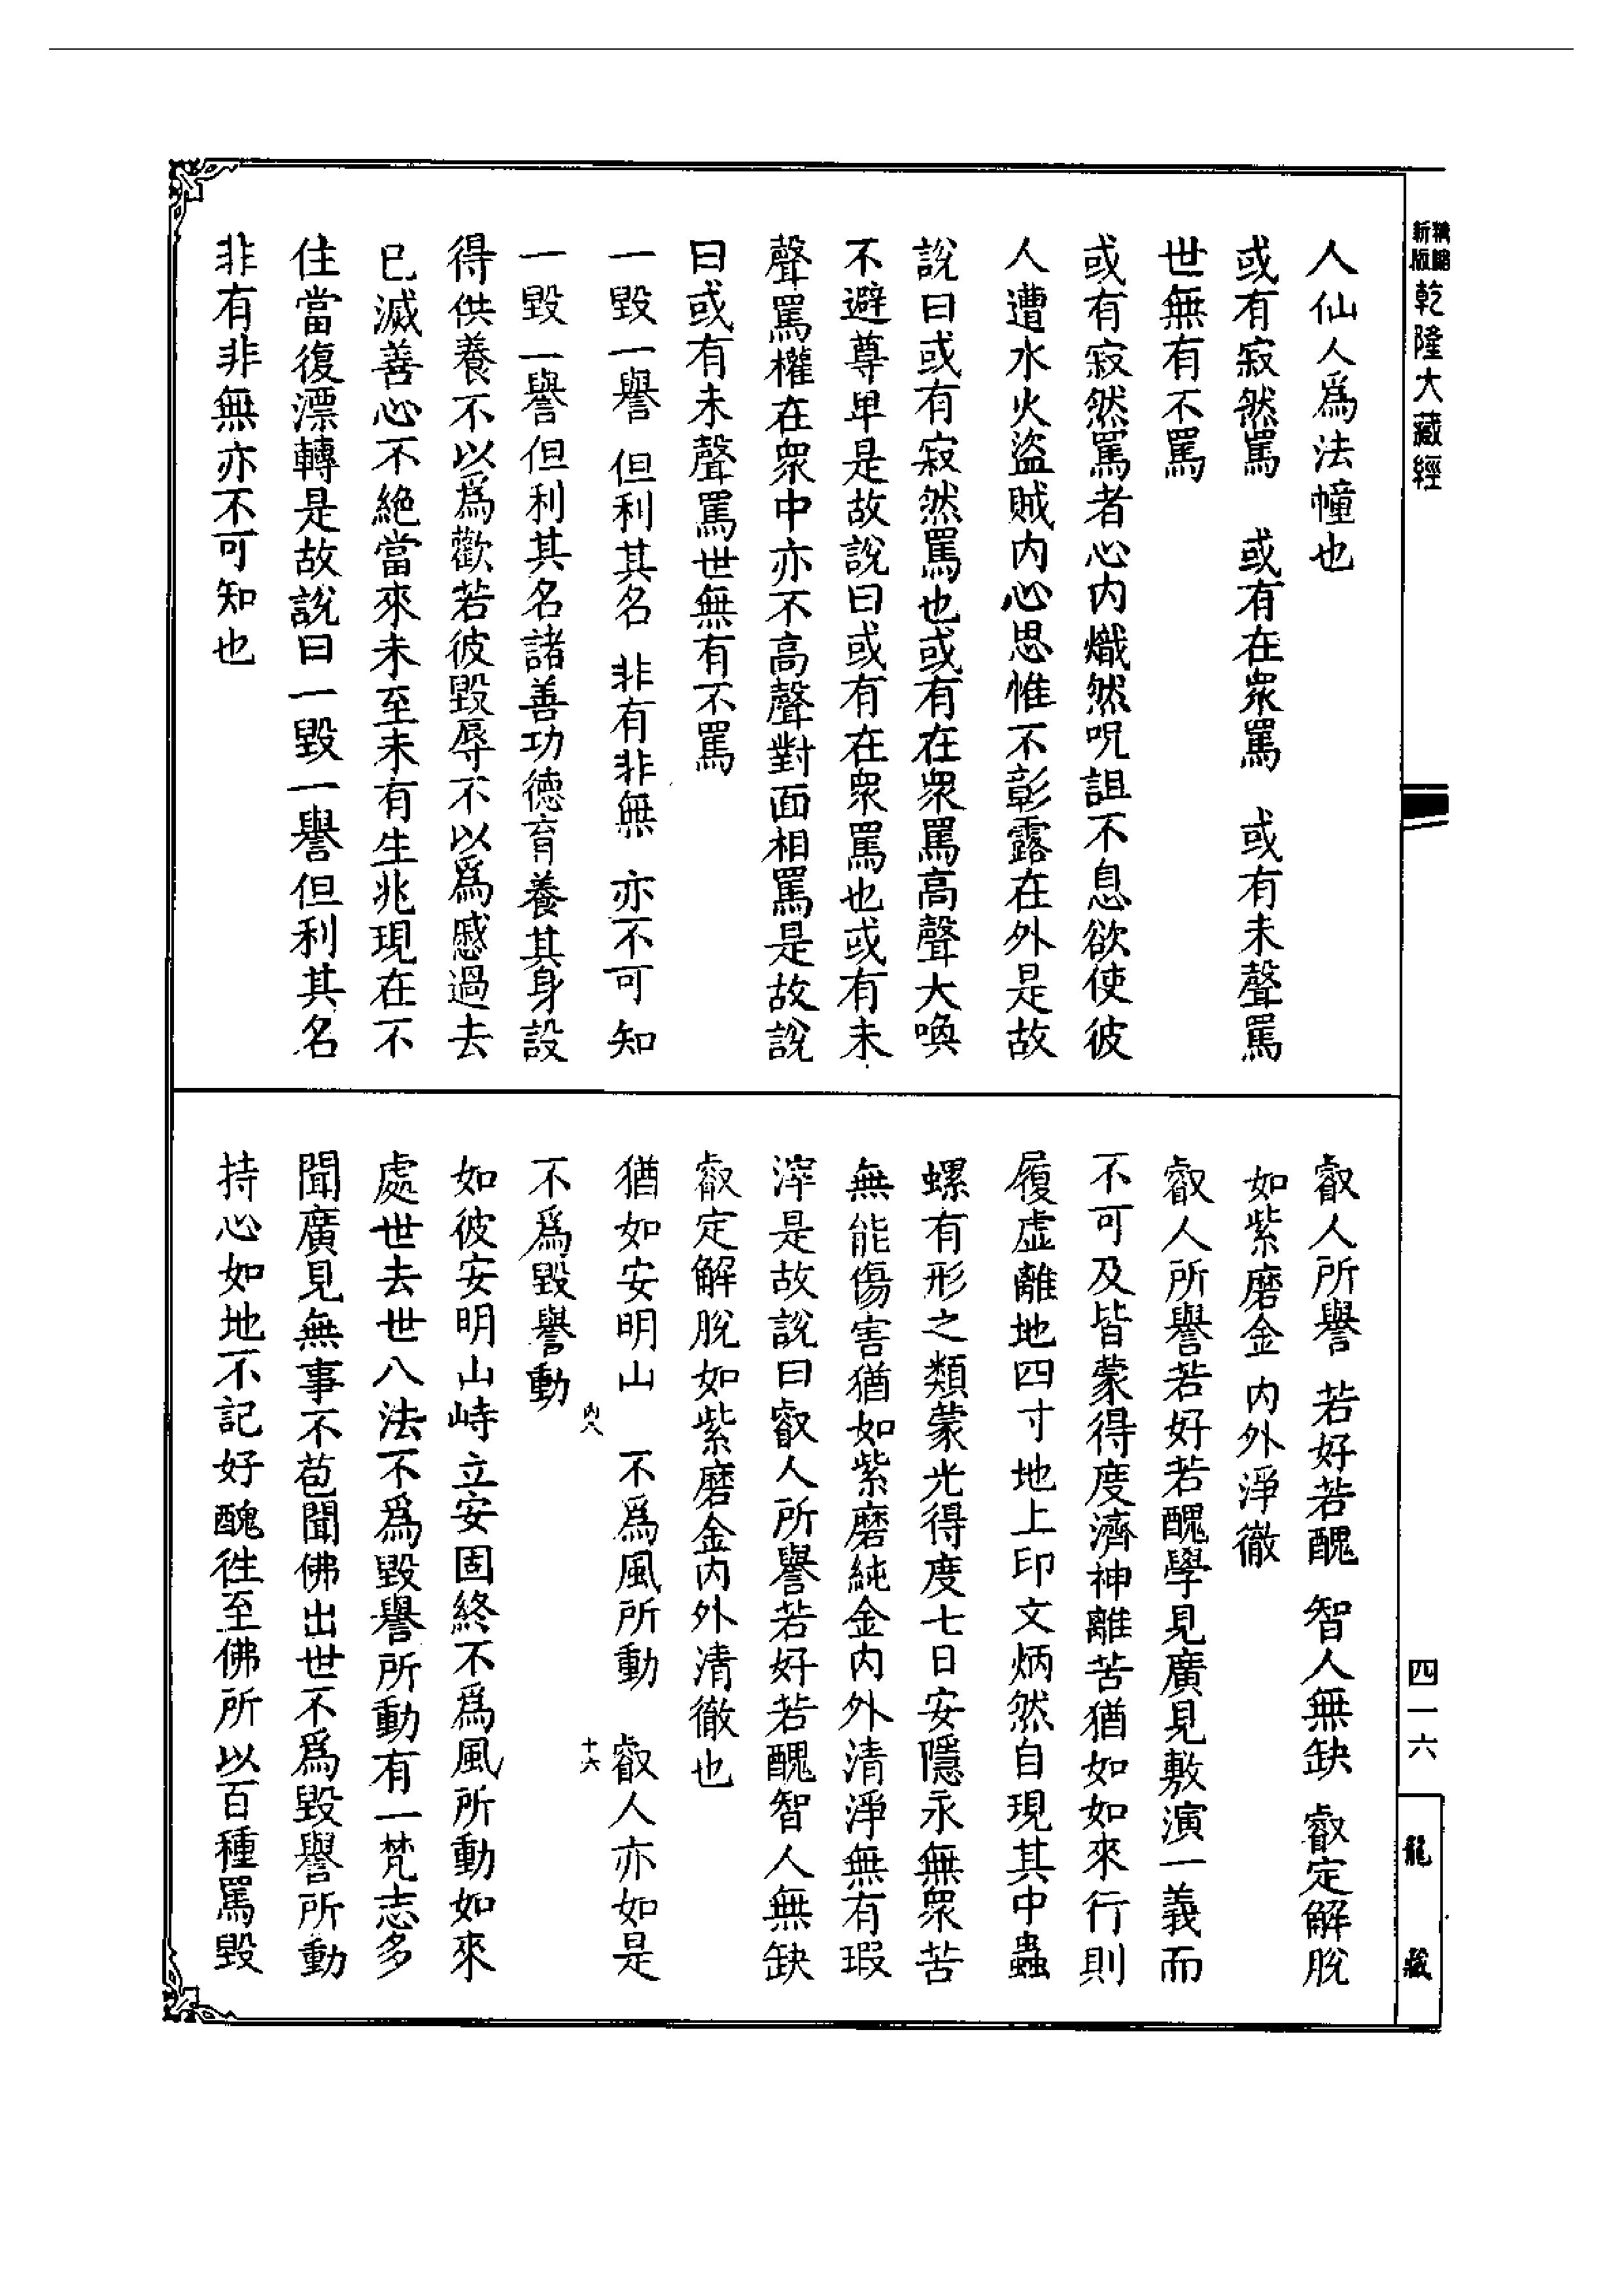 新版精縮乾隆大藏經
人仙人爲法幢也
或有寂然罵　或有在衆罵　或有未聲罵
世無有不罵
或有寂然罵者心内熾然呪詛不息欲使彼
人遭水火盜賊内心思惟不彰露在外是故
說曰或有寂然罵也或有在衆罵高聲大喚
不避尊卑是故說曰或有在衆罵也或有未
聲罵權在衆中亦不高聲對面相罵是故說
曰或有未聲罵世無有不罵
一毀一譽　但利其名　非有非無　亦不可知
一毀一譽但利其名諸善功德育養其身設
得供養不以爲歡若彼毀辱不以爲慼過去
已滅善心不絶當來未至未有生兆現在不
住當復漂轉是故說曰一毀一譽但利其名
非有非無亦不可知也
叡人所譽　若好若醜　智人無缺　叡定解脫
如紫磨金　内外淨徹
叡人所譽若好若醜學見廣見敷演一義而
不可及皆蒙得度濟神離苦猶如如來行則
履虛離地四寸地上印文炳然自現其中蟲
螺有形之類蒙光得度七日安隱永無衆苦
無能傷害猶如紫磨純金内外清淨無有瑕
滓是故說曰叡人所譽若好若醜智人無缺
叡定解脫如紫磨金内外清徹也
猶如安明山　不爲風所動　叡人亦如是
内八　十六
不爲毀譽動
如彼安明山峙立安固終不爲風所動如來
處世去世八法不爲毀譽所動有一梵志多
聞廣見無事不苞聞佛出世不爲毀譽所動
持心如地不記好醜徃至佛所以百種罵毀
四一六
龍藏